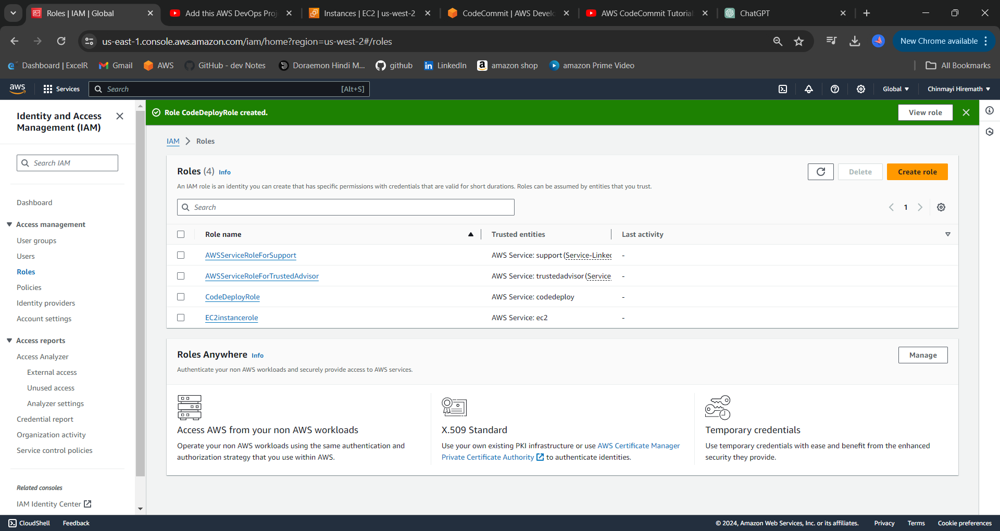 Roles | IAM | Global
Add this AWS DevOps Proj
Instances | EC2 | us-west-2
CodeCommit | AWS Develo
AWS CodeCommit Tutorial
ChatGPT
us-east-1.console.aws.amazon.com/iam/home?region=us-west-2#/roles
New Chrome available
Dashboard | ExcelR
Gmail
AWS
GitHub - dev Notes
Doraemon Hindi M...
github
LinkedIn
amazon shop
amazon Prime Video
All Bookmarks
aws
Services
Search
[Alt+S]
Global
Chinmayi Hiremath
Identity and Access
Management (IAM)
Search IAM
Dashboard
Access management
User groups
Users
Roles
Policies
Identity providers
Account settings
Access reports
Access Analyzer
External access
Unused access
Analyzer settings
Credential report
Organization activity
Service control policies
Related consoles
IAM Identity Center
Role CodeDeployRole created.
View role
IAM
Roles
Roles (4) Info
Delete
Create role
An IAM role is an identity you can create that has specific permissions with credentials that are valid for short durations. Roles can be assumed by entities that you trust.
Search
1
Role name
Trusted entities
Last activity
AWSServiceRoleForSupport
AWS Service: support (Service-Linked
-
AWSServiceRoleForTrustedAdvisor
AWS Service: trustedadvisor (Service
-
CodeDeployRole
AWS Service: codedeploy
-
EC2instancerole
AWS Service: ec2
-
Roles Anywhere Info
Manage
Authenticate your non AWS workloads and securely provide access to AWS services.
Access AWS from your non AWS workloads
Operate your non AWS workloads using the same authentication and
authorization strategy that you use within AWS.
X.509 Standard
Use your own existing PKI infrastructure or use AWS Certificate Manager
Private Certificate Authority to authenticate identities.
Temporary credentials
Use temporary credentials with ease and benefit from the enhanced
security they provide.
CloudShell
Feedback
© 2024, Amazon Web Services, Inc. or its affiliates.
Privacy
Terms
Cookie preferences